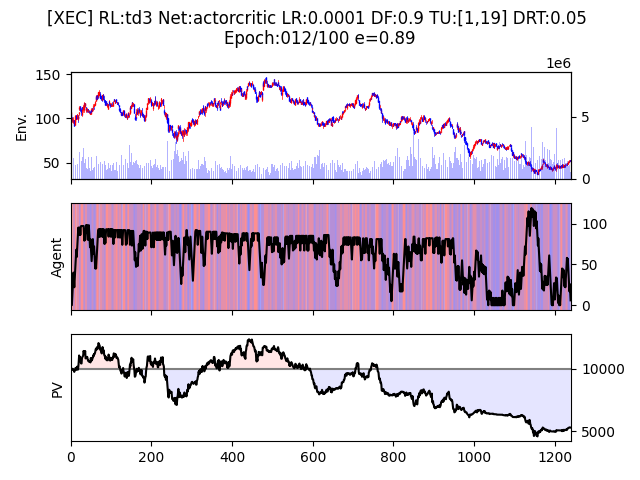 [XEC] RL:td3 Net:actorcritic LR:0.0001 DF:0.9 TU:[1,19] DRT:0.05
Epoch:012/100 e=0.89
1e6
150
100
50
Env.
5
0
Agent
100
50
0
PV
10000
5000
0 200 400 600 800 1000 1200